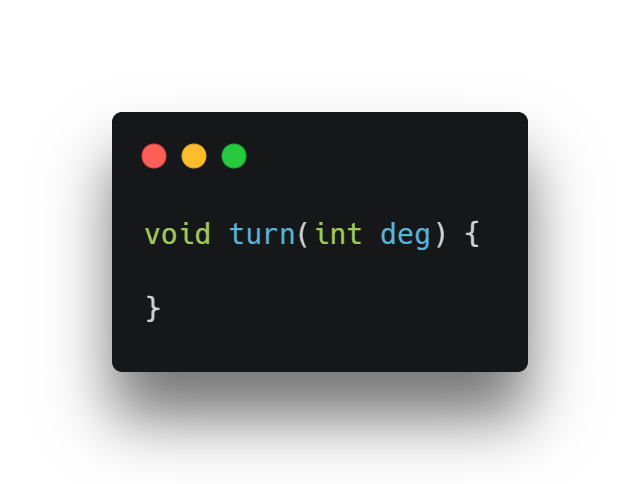 void turn(int deg) {
}